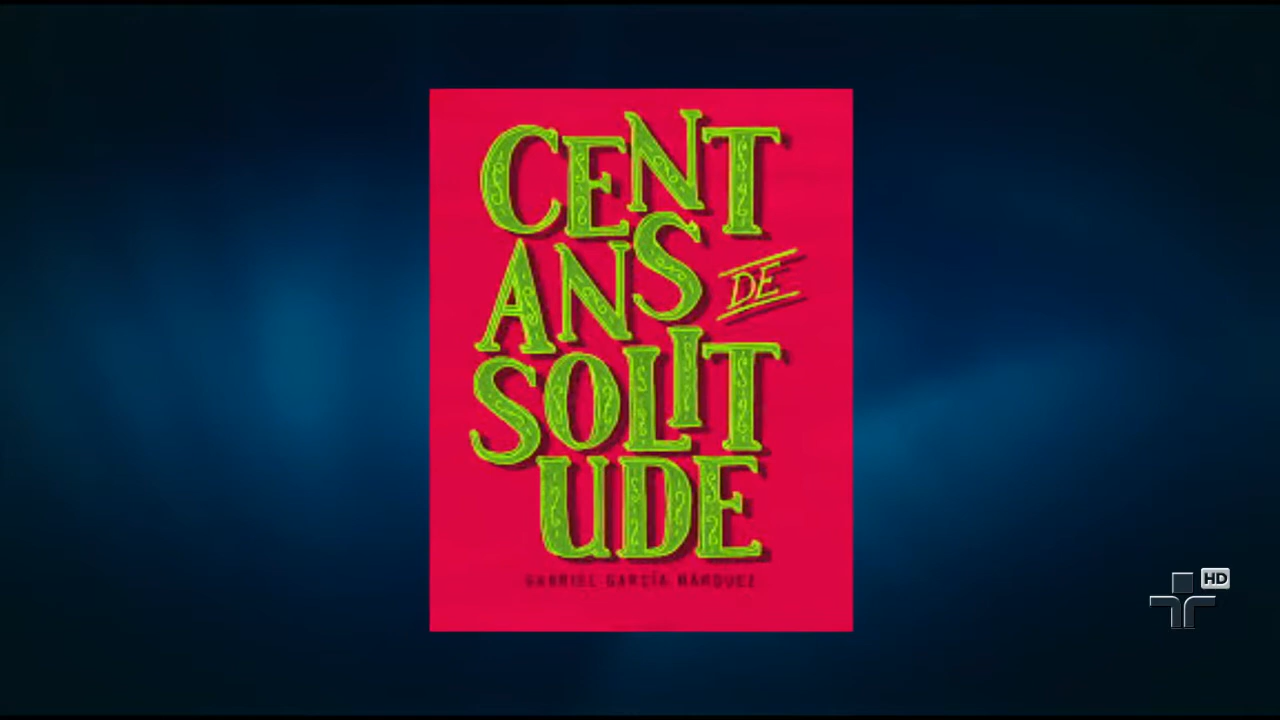 CENT
ANS DE
SOLIT
UDE
GABRIEL GARCÍA MÁRQUEZ
HD